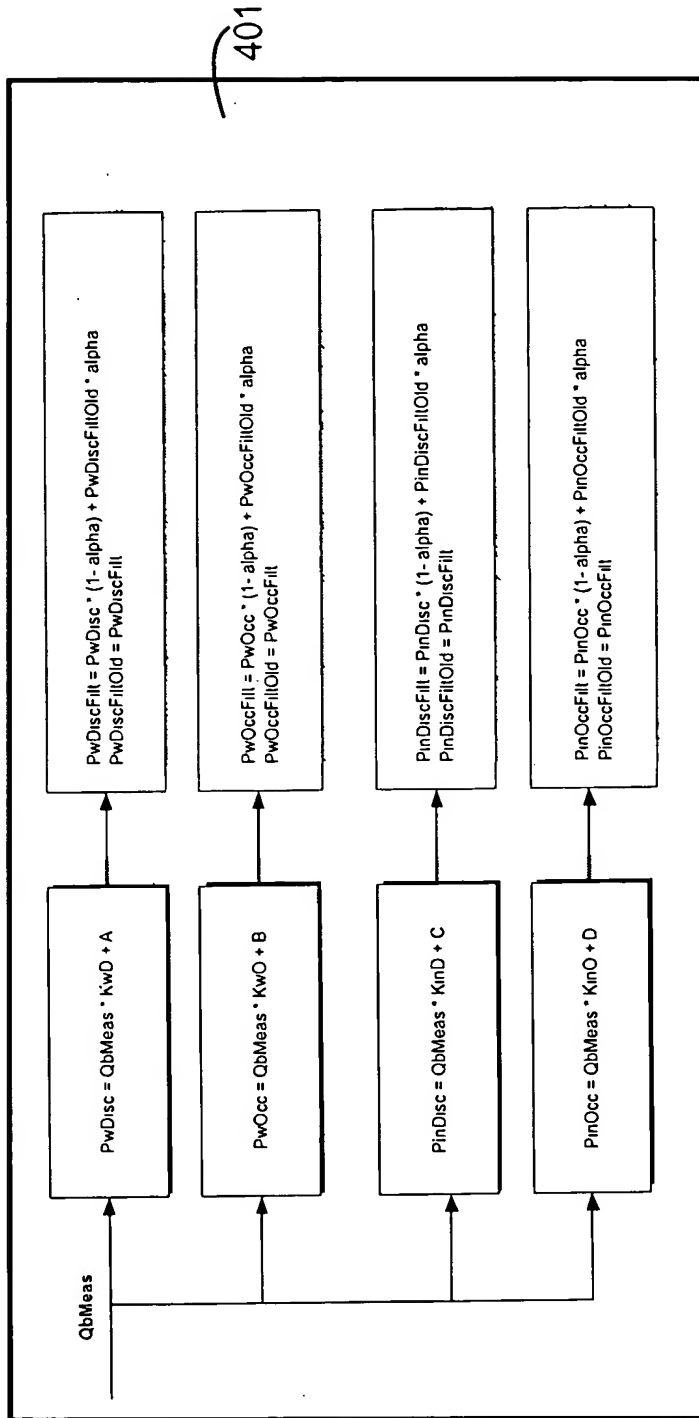 401
QbMeas
PwDisc = QbMeas * KwD + A
PwDiscFilt = PwDisc * (1- alpha) + PwDiscFiltOld * alpha
PwDiscFiltOld = PwDiscFilt
PwOcc = QbMeas * KwO + B
PwOccFilt = PwOcc * (1- alpha) + PwOccFiltOld * alpha
PwOccFiltOld = PwOccFilt
PinDisc = QbMeas * KinD + C
PinDiscFilt = PinDisc * (1- alpha) + PinDiscFiltOld * alpha
PinDiscFiltOld = PinDiscFilt
PinOcc = QbMeas * KinO + D
PinOccFilt = PinOcc * (1- alpha) + PinOccFiltOld * alpha
PinOccFiltOld = PinOccFilt